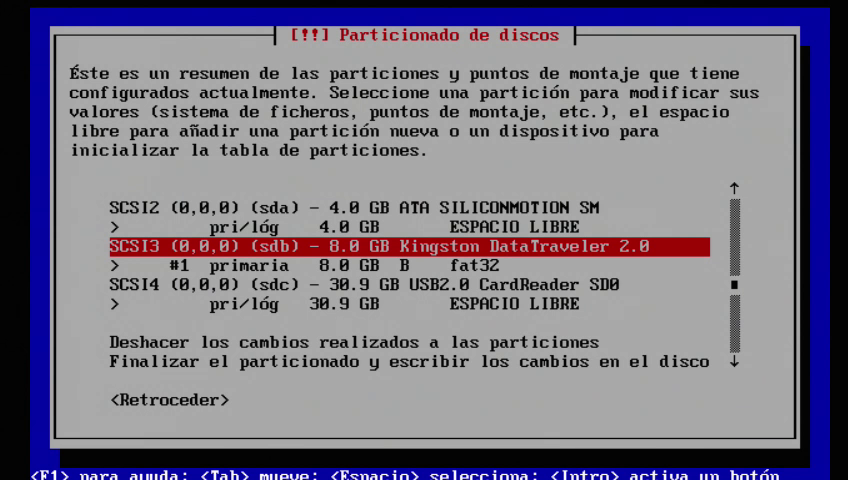 [!!] Particionado de discos
Éste es un resumen de las particiones y puntos de montaje que tiene
configurados actualmente. Seleccione una partición para modificar sus
valores (sistema de ficheros, puntos de montaje, etc.), el espacio
libre para añadir una partición nueva o un dispositivo para
inicializar la tabla de particiones.
SCSI2 (0,0,0) (sda) - 4.0 GB ATA SILICONMOTION SM
> pri/lóg 4.0 GB ESPACIO LIBRE
SCSI3 (0,0,0) (sdb) - 8.0 GB Kingston DataTraveler 2.0
> #1 primaria 8.0 GB B fat32
SCSI4 (0,0,0) (sdc) - 30.9 GB USB2.0 CardReader SD0
> pri/lóg 30.9 GB ESPACIO LIBRE
Deshacer los cambios realizados a las particiones
Finalizar el particionado y escribir los cambios en el disco
<Retroceder>
<F1> para ayuda; <Tab> mueve; <Espacio> selecciona; <Intro> activa un botón